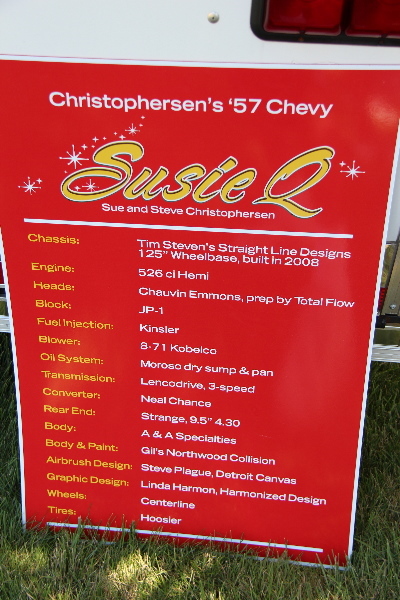 Christophersen's '57 Chevy
Susie Q
Sue and Steve Christophersen
Chassis: Tim Steven's Straight Line Designs
125" Wheelbase, built in 2008
Engine: 526 cI Hemi
Heads: Chauvin Emmons, prep by Total Flow
Block: JP-1
Fuel Injection: Kinsler
Blower: 8-71 Kobelco
Oil System: Moroso dry sump & pan
Transmission: Lencodrive, 3-speed
Converter: Neal Chance
Rear End: Strange, 9.5" 4.30
Body: A & A Specialties
Body & Paint: Gil's Northwood Collision
Airbrush Design: Steve Plague, Detroit Canvas
Graphic Design: Linda Harmon, Harmonized Design
Wheels: Centerline
Tires: Hoosier